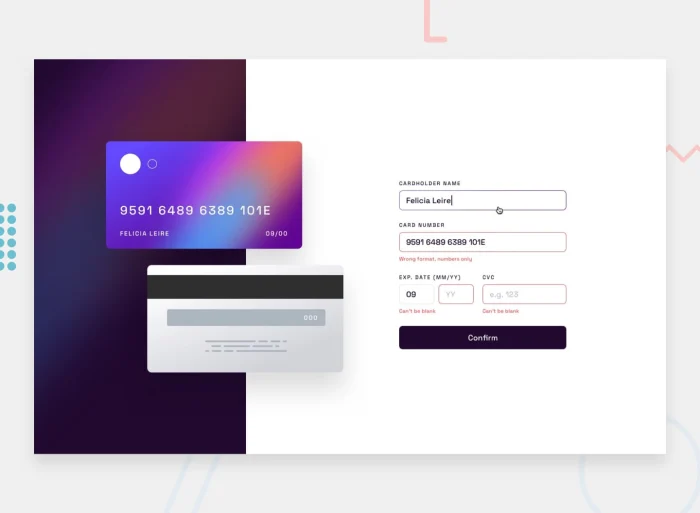 9591 6489 6389 101E
FELICIA LEIRE 09/00
000
CARDHOLDER NAME
Felicia Leire
CARD NUMBER
9591 6489 6389 101E
Wrong format, numbers only
EXP. DATE (MM/YY) CVC
09 YY e.g. 123
Can't be blank Can't be blank
Confirm